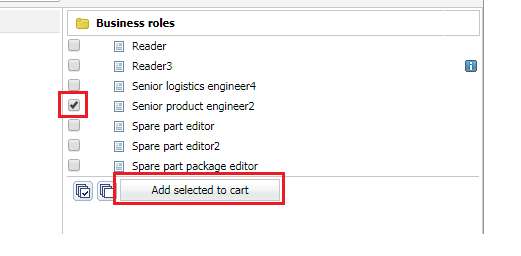 Business roles
Reader
Reader3
Senior logistics engineer4
Senior product engineer2
Spare part editor
Spare part editor2
Spare part package editor
Add selected to cart